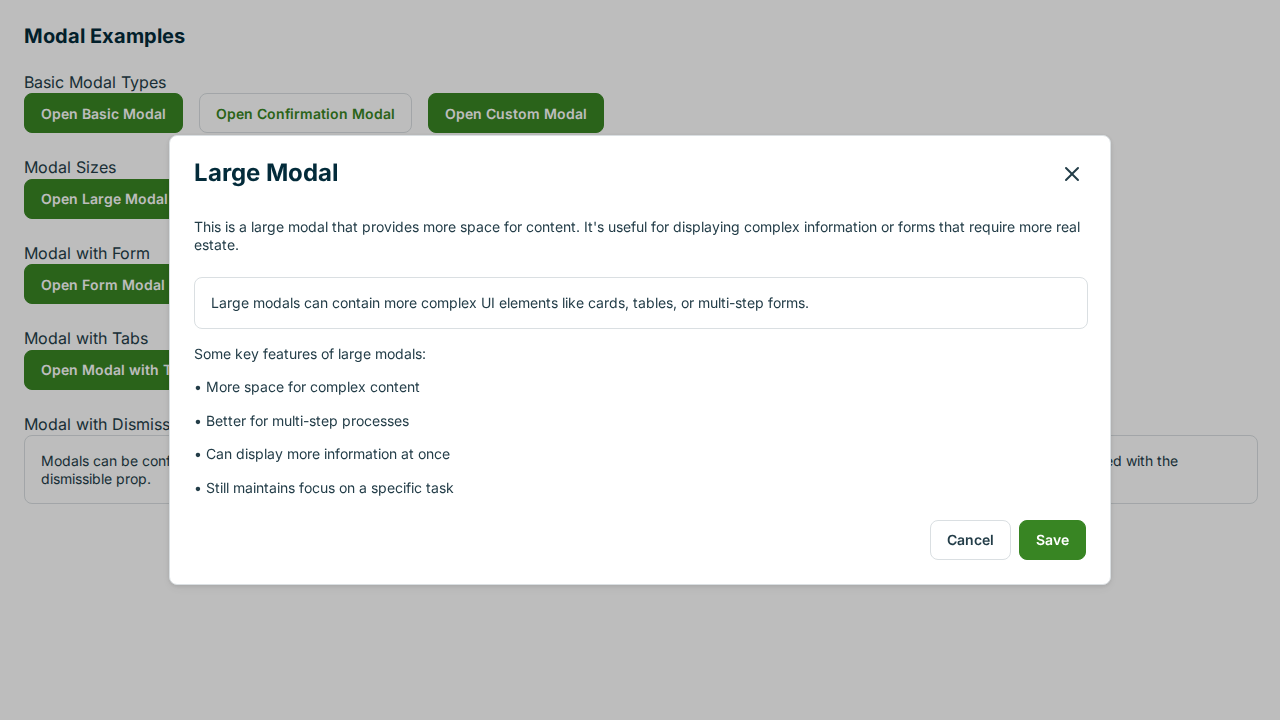 Modal Examples
Basic Modal Types
Open Basic Modal
Open Confirmation Modal
Open Custom Modal
Modal Sizes
Open Large Modal
Modal with Form
Open Form Modal
Modal with Tabs
Open Modal with
Modal with
Modals can be
dismissible prop.
with the
Large Modal
This is a large modal that provides more space for content. It's useful for displaying complex information or forms that require more real
estate.
Large modals can contain more complex UI elements like cards, tables, or multi-step forms.
Some key features of large modals:
• More space for complex content
• Better for multi-step processes
• Can display more information at once
• Still maintains focus on a specific task
Cancel
Save